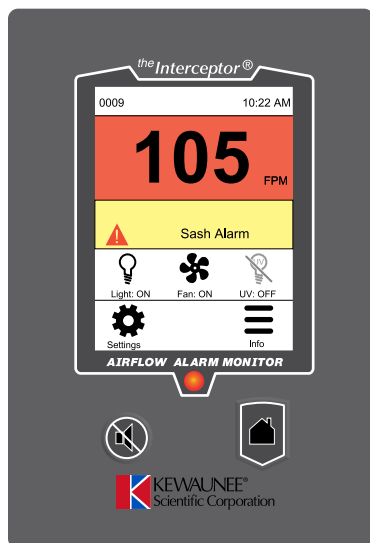 the Interceptor®
0009 10:22 AM
105 FPM
Sash Alarm
UV
Light: ON Fan: ON UV: OFF
Settings Info
AIRFLOW ALARM MONITOR
KEWAUNEE®
Scientific Corporation